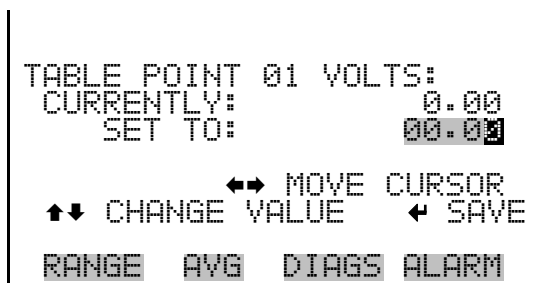 TABLE POINT 01 VOLTS:
CURRENTLY: 0.00
SET TO: 00.00
⬅➡ MOVE CURSOR
⬆⬇ CHANGE VALUE ↵ SAVE
RANGE AVG DIAGS ALARM